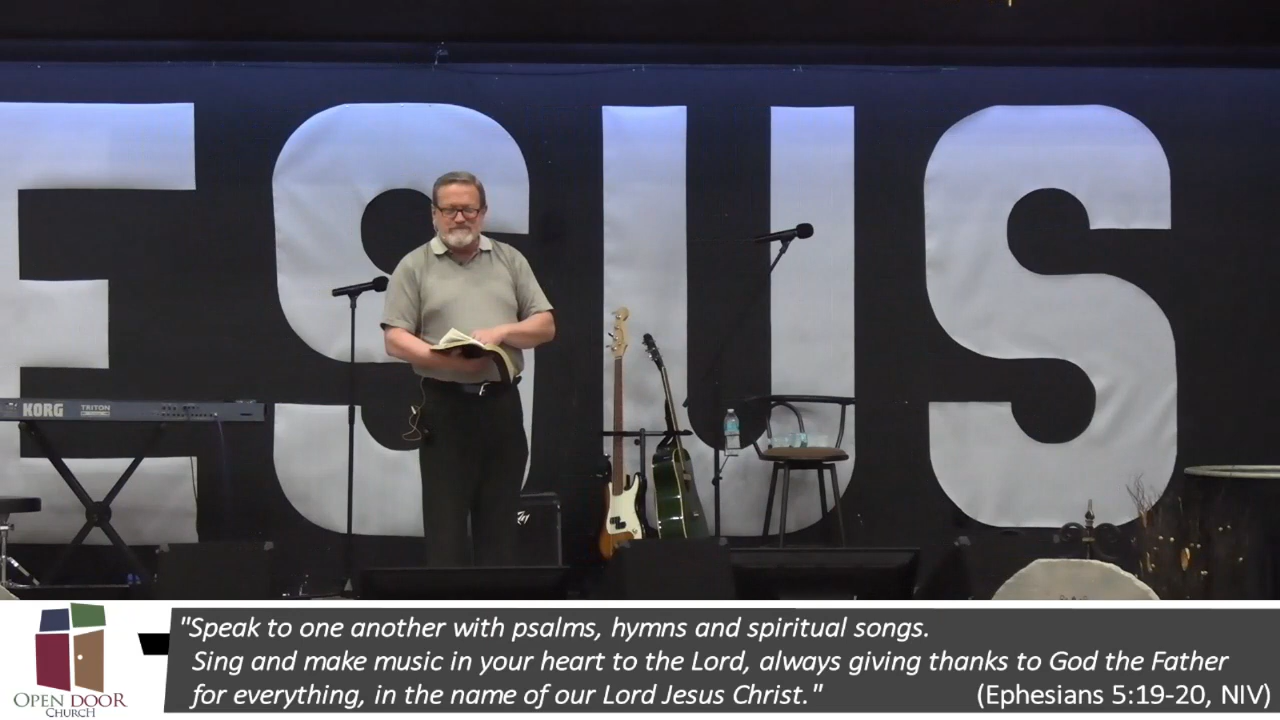 ESUS
KORG TRITON
"Speak to one another with psalms, hymns and spiritual songs.
Sing and make music in your heart to the Lord, always giving thanks to God the Father
for everything, in the name of our Lord Jesus Christ." (Ephesians 5:19-20, NIV)
OPEN DOOR
CHURCH